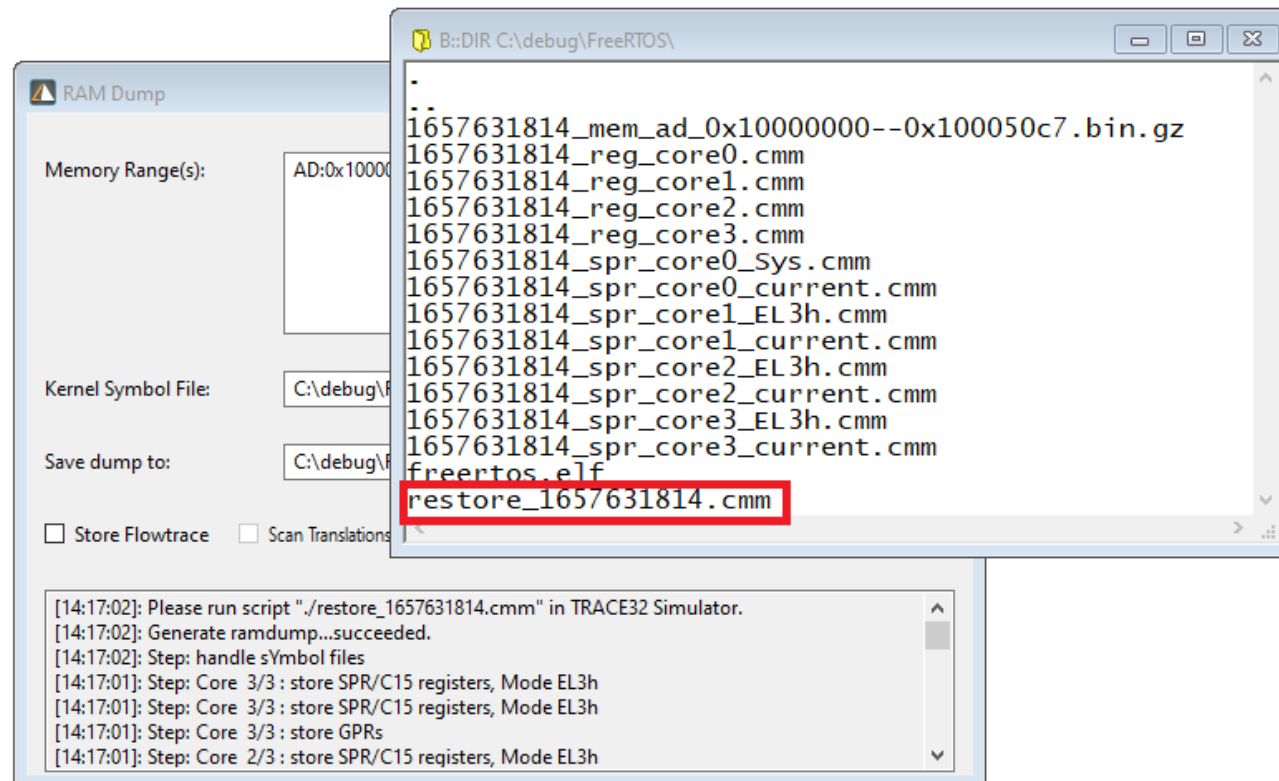 B::DIR C:\debug\FreeRTOS\
.
..
1657631814_mem_ad_0x10000000--0x100050c7.bin.gz
1657631814_reg_core0.cmm
1657631814_reg_core1.cmm
1657631814_reg_core2.cmm
1657631814_reg_core3.cmm
1657631814_spr_core0_Sys.cmm
1657631814_spr_core0_current.cmm
1657631814_spr_core1_EL3h.cmm
1657631814_spr_core1_current.cmm
1657631814_spr_core2_EL3h.cmm
1657631814_spr_core2_current.cmm
1657631814_spr_core3_EL3h.cmm
1657631814_spr_core3_current.cmm
freertos.elf
restore_1657631814.cmm
RAM Dump
Memory Range(s): AD:0x10000
Kernel Symbol File: C:\debug\F
Save dump to: C:\debug\F
Store Flowtrace Scan Translations
[14:17:02]: Please run script "./restore_1657631814.cmm" in TRACE32 Simulator.
[14:17:02]: Generate ramdump...succeeded.
[14:17:02]: Step: handle sYmbol files
[14:17:01]: Step: Core 3/3 : store SPR/C15 registers, Mode EL3h
[14:17:01]: Step: Core 3/3 : store SPR/C15 registers, Mode EL3h
[14:17:01]: Step: Core 3/3 : store GPRs
[14:17:01]: Step: Core 2/3 : store SPR/C15 registers, Mode EL3h